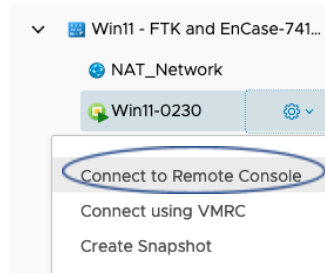 Win11 - FTK and EnCase-741...
NAT_Network
Win11-0230
Connect to Remote Console
Connect using VMRC
Create Snapshot